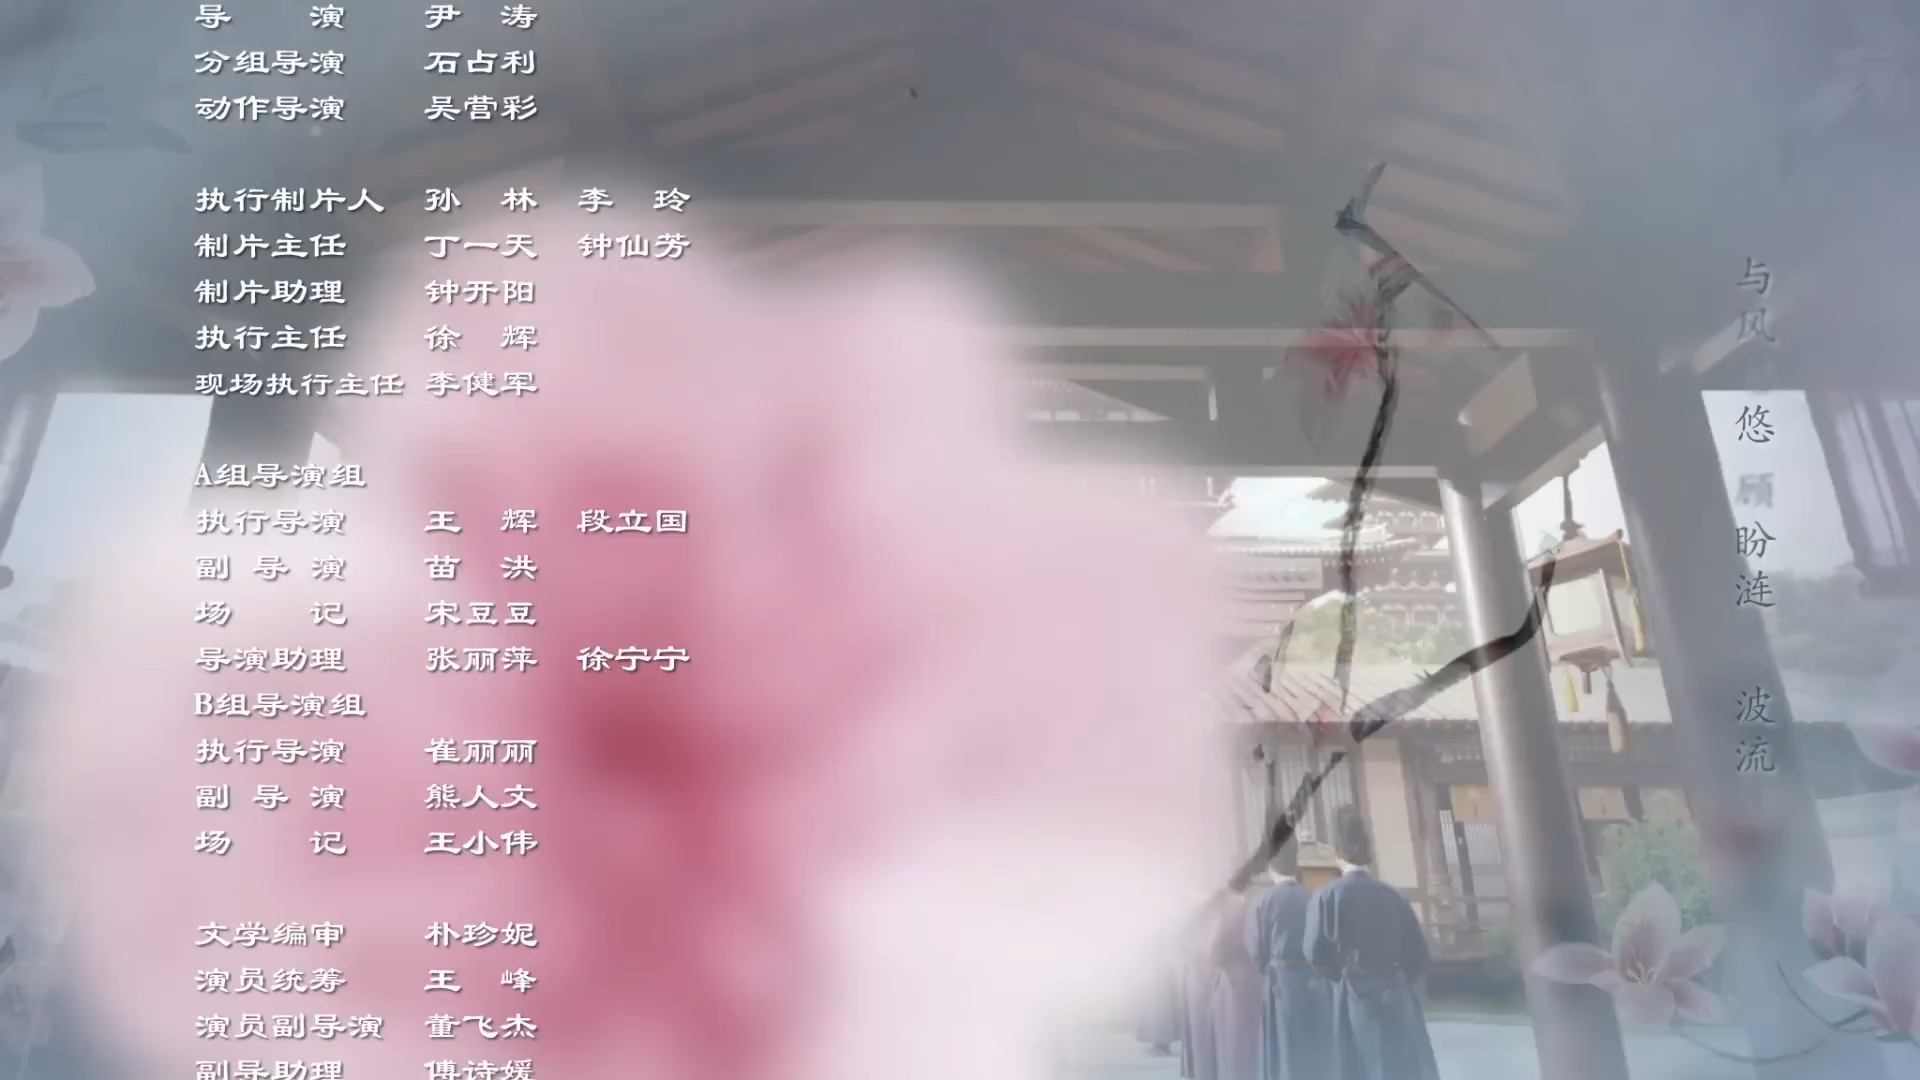 导 演 尹 涛
分组导演 石占利
动作导演 吴营彩
执行制片人 孙 林 李 玲
制片主任 丁一天 钟仙芳
制片助理 钟开阳
执行主任 徐 辉
现场执行主任 李健军
A组导演组
执行导演 王 辉 段立国
副 导 演 苗 洪
场 记 宋豆豆
导演助理 张丽萍 徐宁宁
B组导演组
执行导演 崔丽丽
副 导 演 熊人文
场 记 王小伟
文学编审 朴珍妮
演员统筹 王 峰
演员副导演 董飞杰
副导助理 傅诗媛
与风 悠 顾盼涟 波流